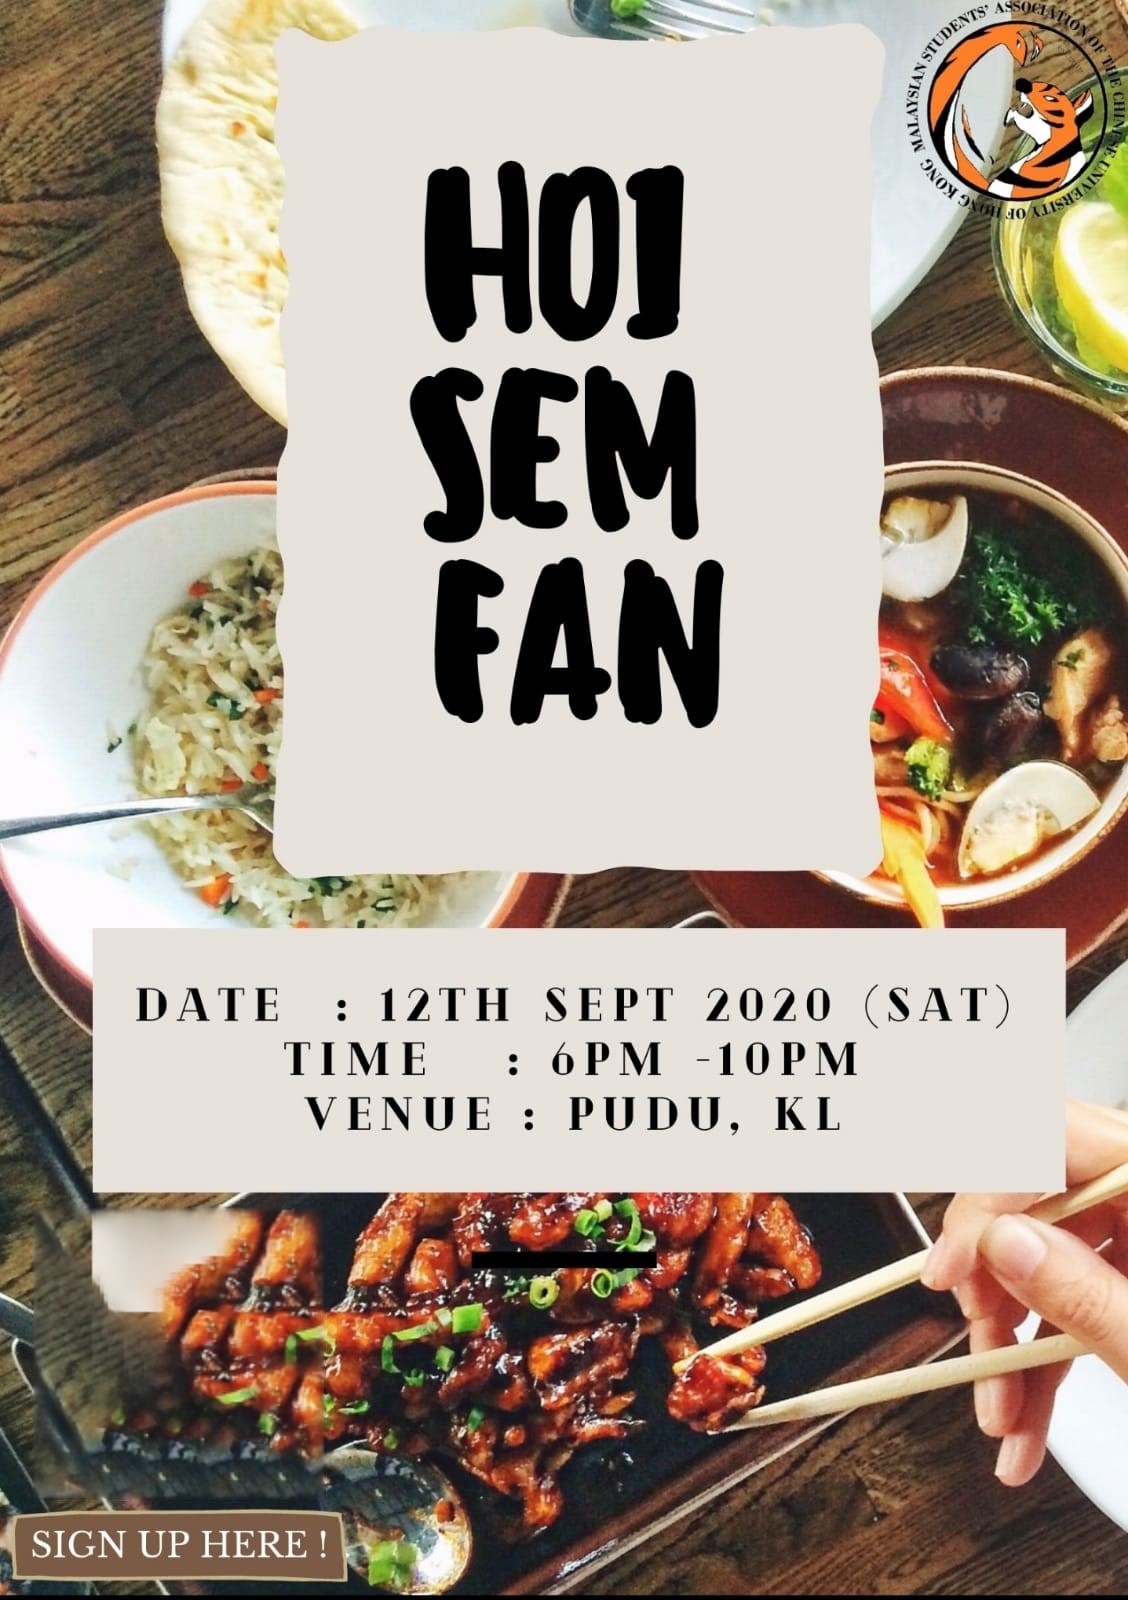 MALAYSIAN STUDENTS' ASSOCIATION OF THE CHINESE UNIVERSITY OF HONG KONG
HOI
SEM
FAN
DATE : 12TH SEPT 2020 (SAT)
TIME : 6PM -10PM
VENUE : PUDU, KL
SIGN UP HERE !